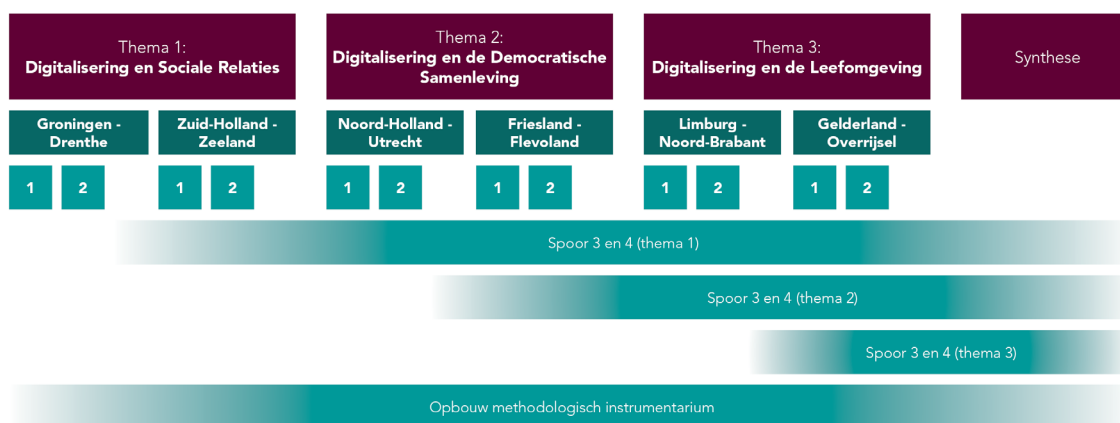 Thema 1:
Digitalisering en Sociale Relaties
Thema 2:
Digitalisering en de Democratische
Samenleving
Thema 3:
Digitalisering en de Leefomgeving
Synthese
Groningen -
Drenthe
Zuid-Holland -
Zeeland
Noord-Holland -
Utrecht
Friesland -
Flevoland
Limburg -
Noord-Brabant
Gelderland -
Overrijsel
1 2 1 2 1 2 1 2 1 2 1 2
Spoor 3 en 4 (thema 1)
Spoor 3 en 4 (thema 2)
Spoor 3 en 4 (thema 3)
Opbouw methodologisch instrumentarium